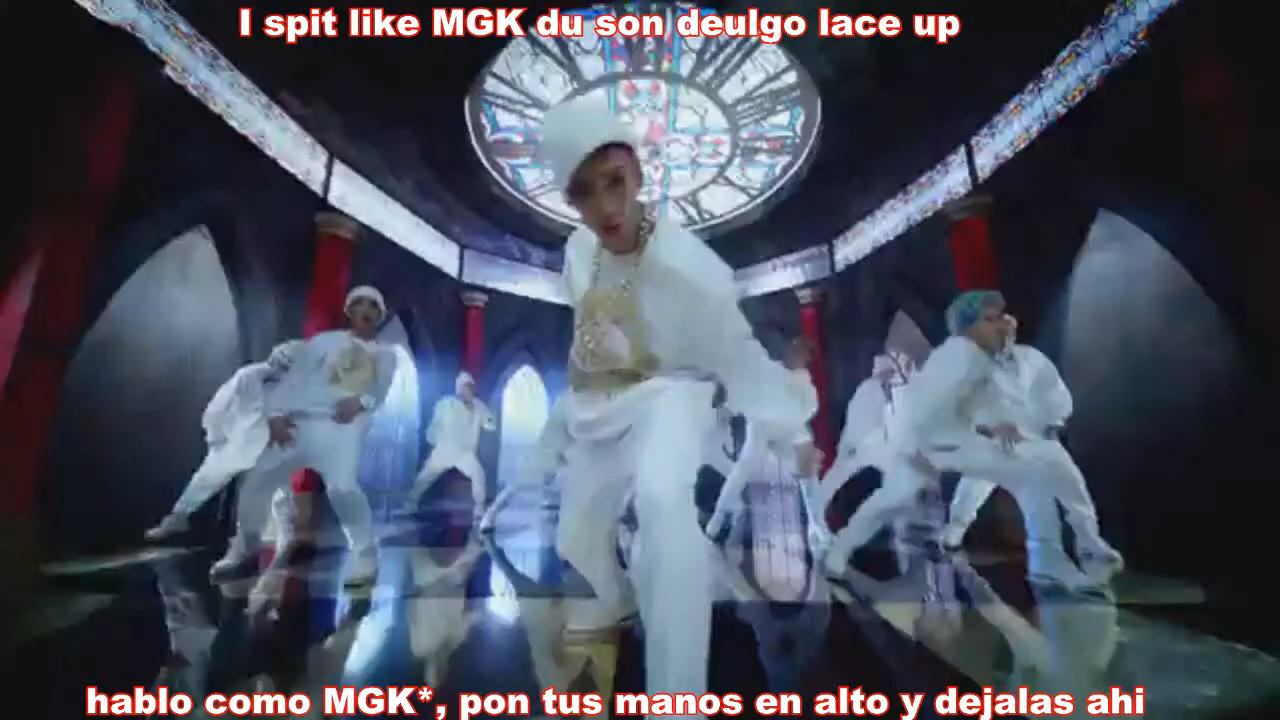 I spit like MGK du son deulgo lace up
hablo como MGK*, pon tus manos en alto y dejalas ahi